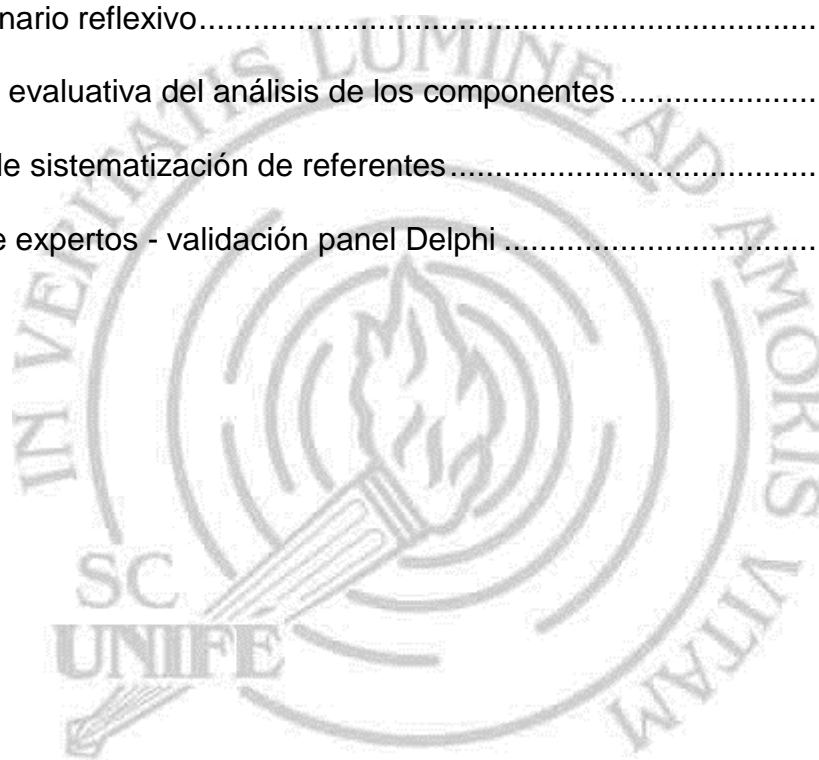 nario reflexivo..........................................................................
evaluativa del análisis de los componentes.....................
de sistematización de referentes............................................
e expertos - validación panel Delphi....................................
IN VERITATIS LUMINE AD AMORIS VITAM
SC
UNIFE